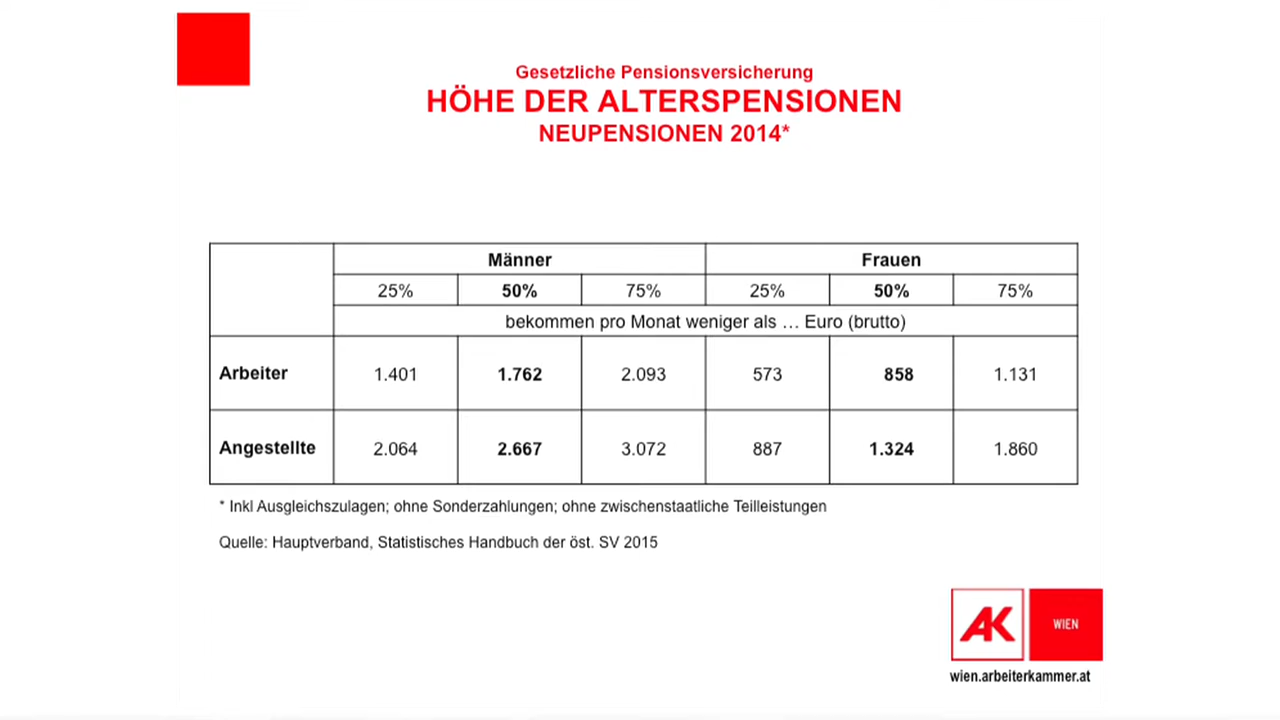 Gesetzliche Pensionsversicherung
HÖHE DER ALTERSPENSIONEN
NEUPENSIONEN 2014*
Männer Frauen
25% 50% 75% 25% 50% 75%
bekommen pro Monat weniger als … Euro (brutto)
Arbeiter 1.401 1.762 2.093 573 858 1.131
Angestellte 2.064 2.667 3.072 887 1.324 1.860
* Inkl Ausgleichszulagen; ohne Sonderzahlungen; ohne zwischenstaatliche Teilleistungen
Quelle: Hauptverband, Statistisches Handbuch der öst. SV 2015
AK WIEN
wien.arbeiterkammer.at